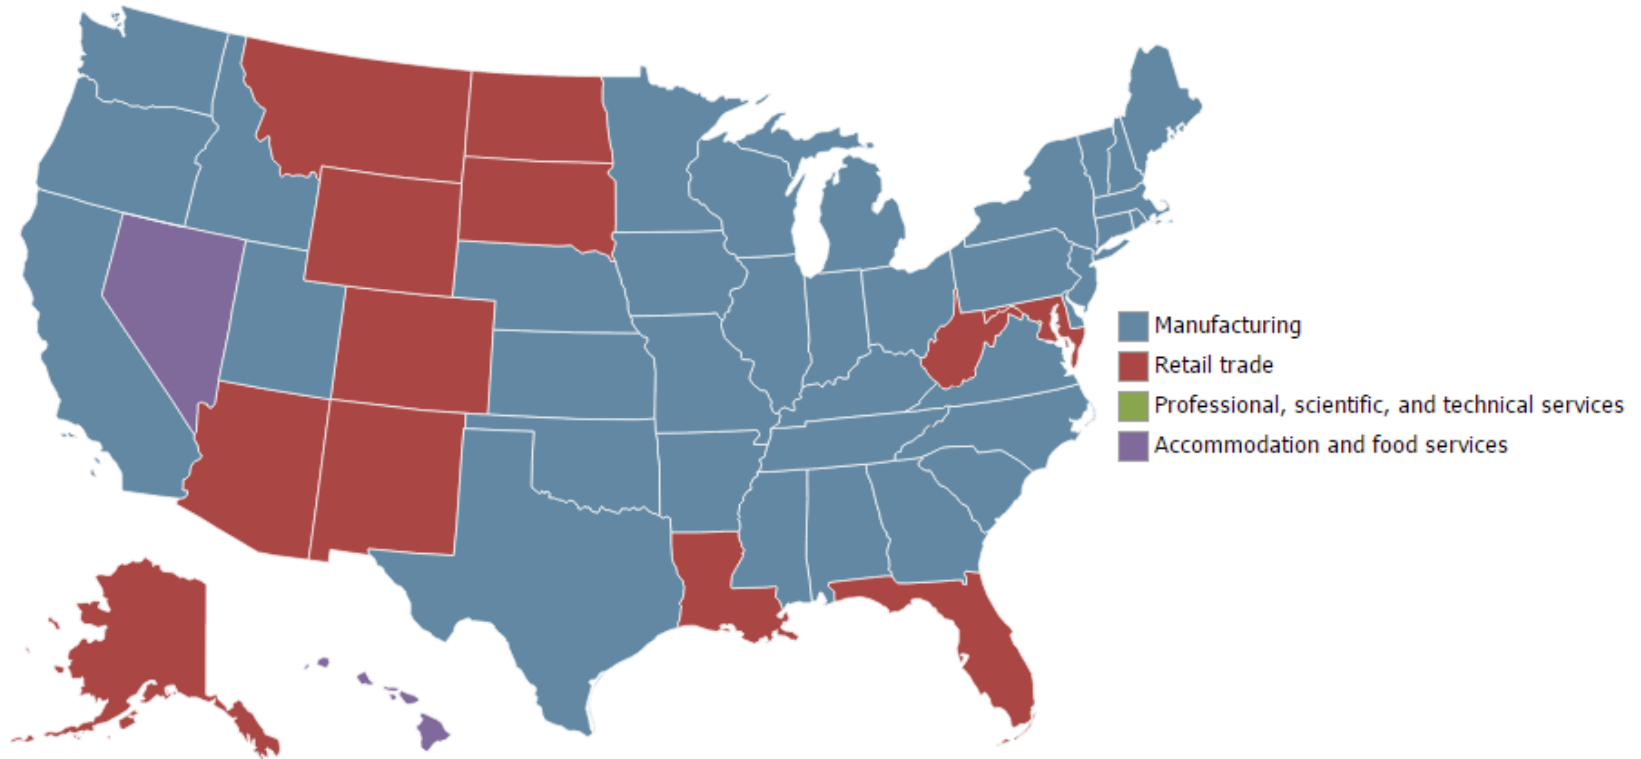 Manufacturing
Retail trade
Professional, scientific, and technical services
Accommodation and food services